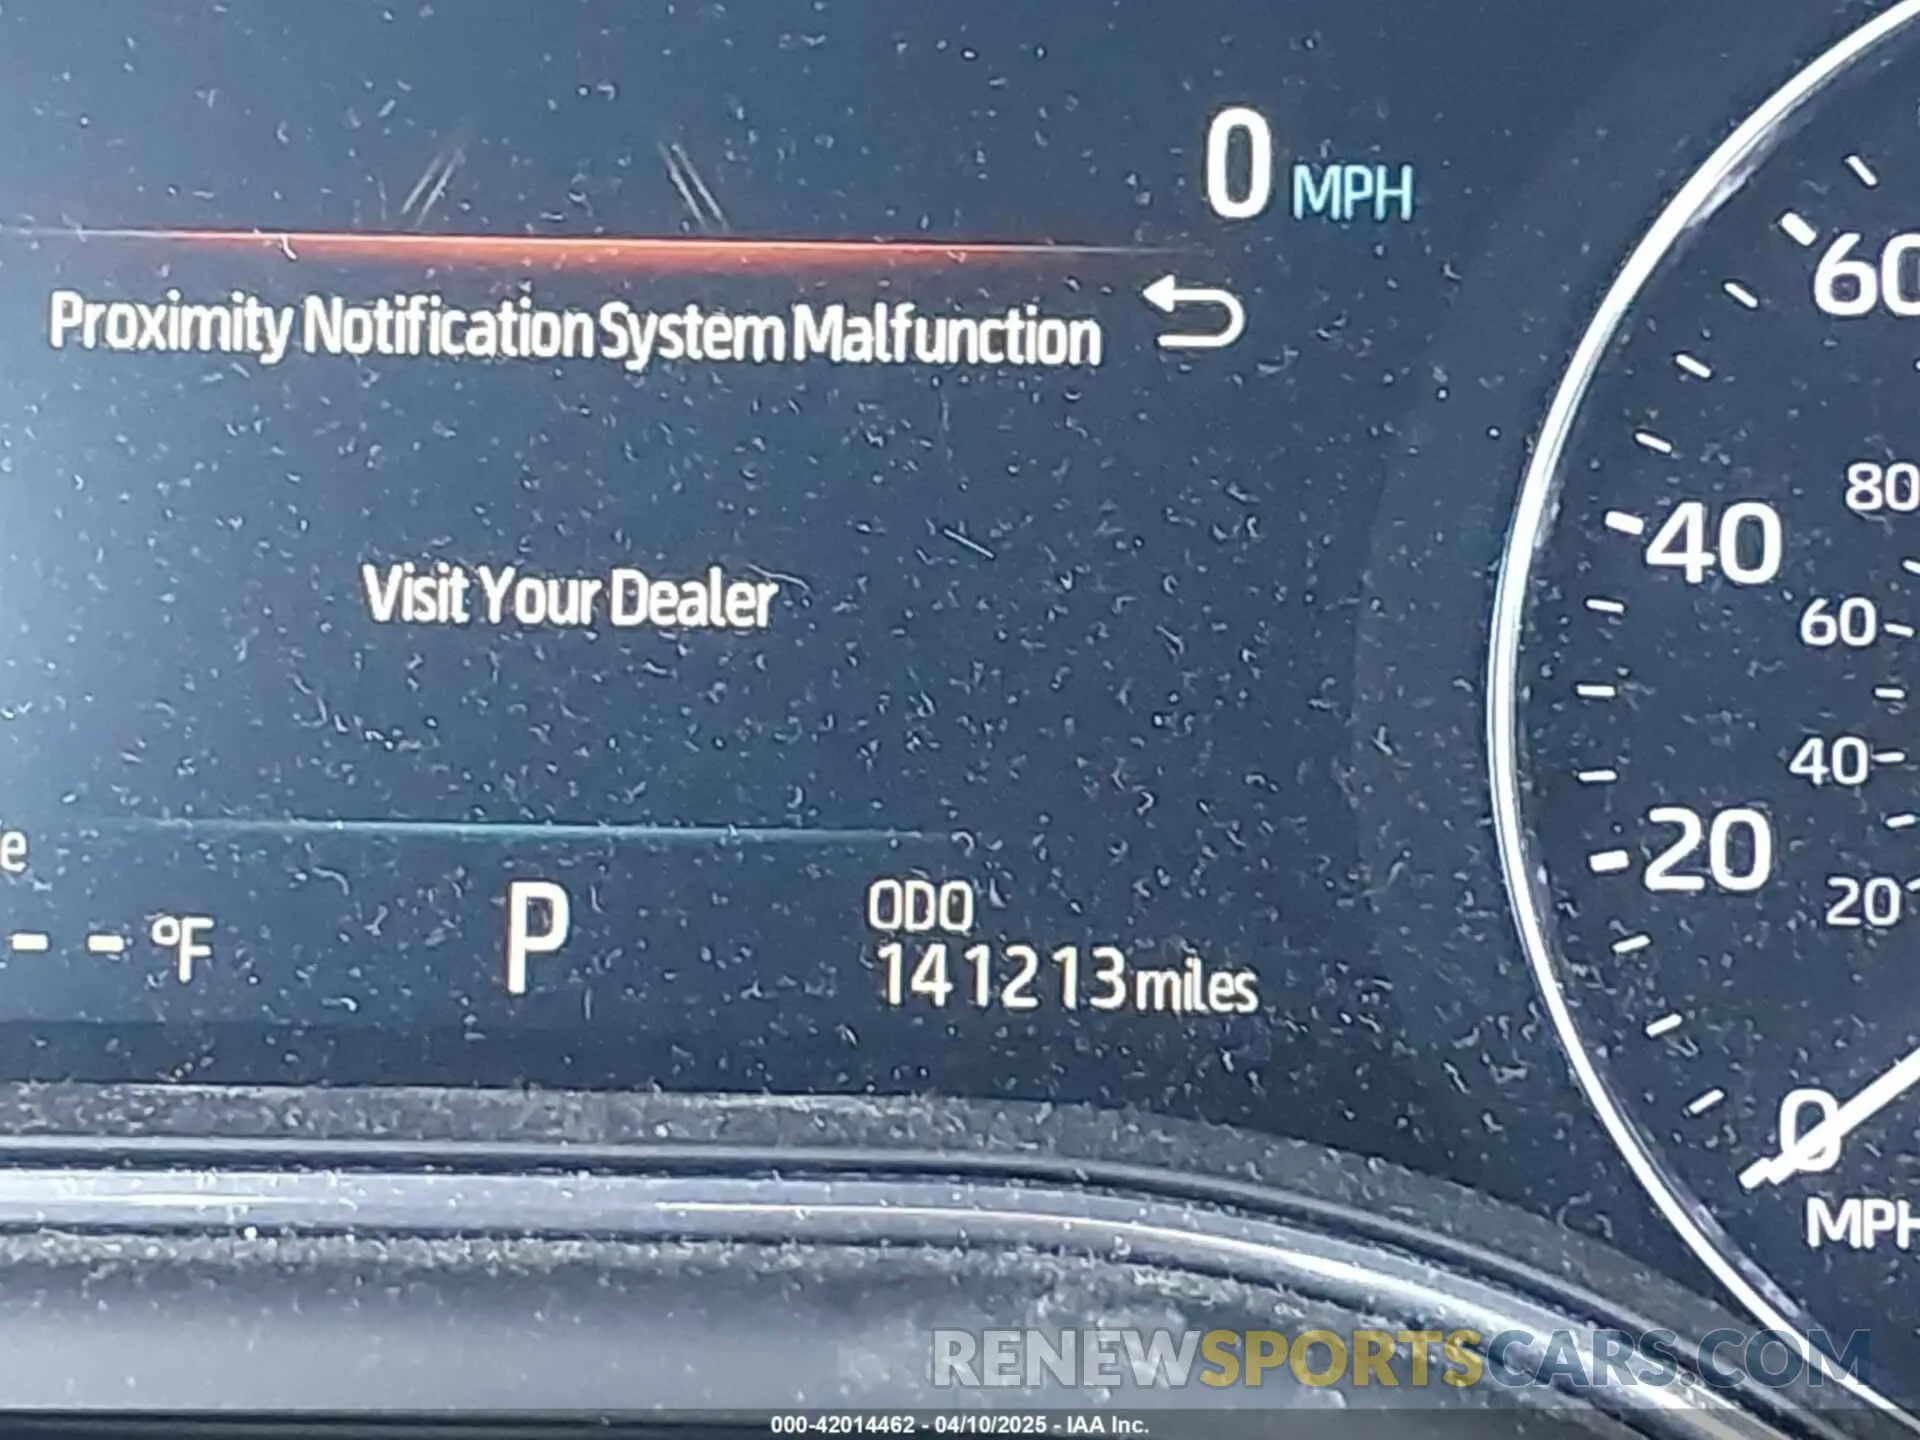 0 MPH
Proximity Notification System Malfunction
Visit Your Dealer
e
- - °F
P
ODO
141213 miles
60
80
40
60
40
20
20
0
MPH
RENEWSPORTSCARS.COM
000-42014462 - 04/10/2025 - IAA Inc.